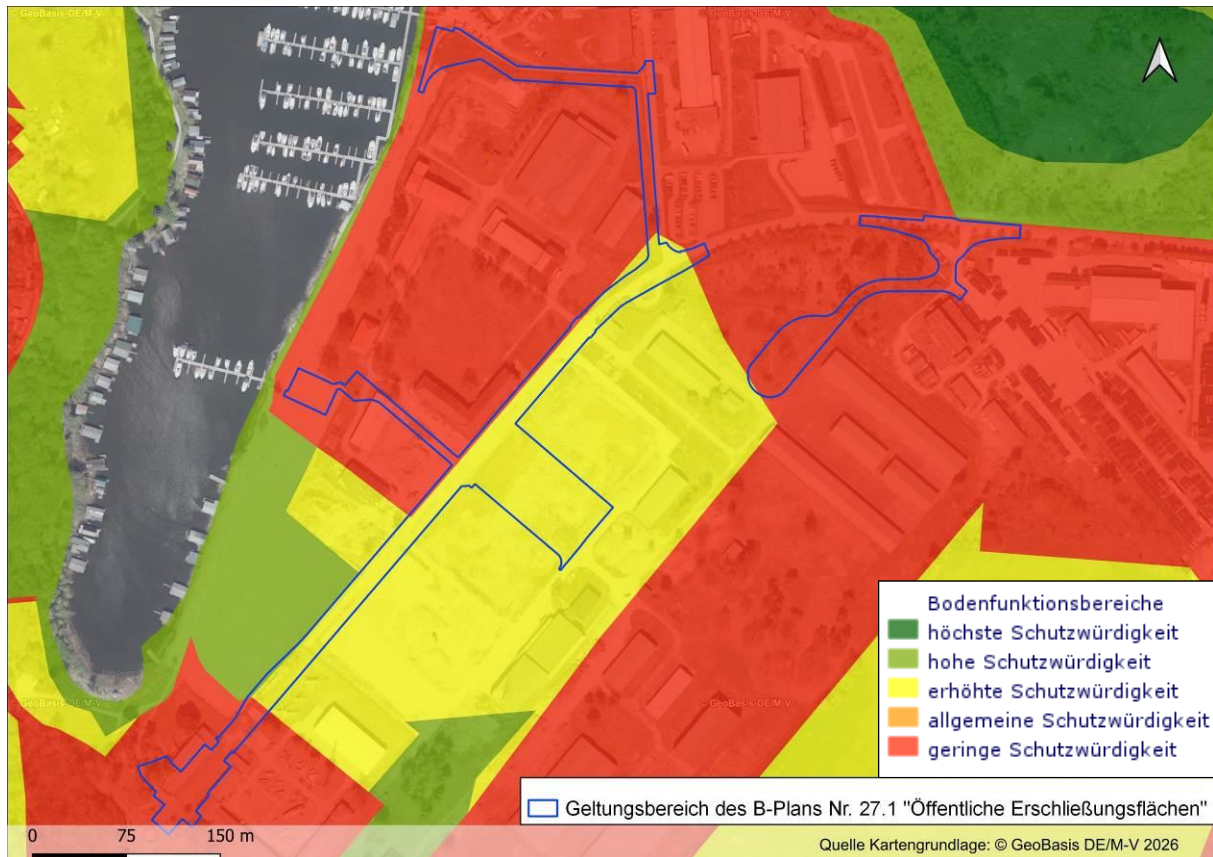 © GeoBasis-DE/M-V
© GeoBasis-DE/M-V
Bodenfunktionsbereiche
höchste Schutzwürdigkeit
hohe Schutzwürdigkeit
erhöhte Schutzwürdigkeit
allgemeine Schutzwürdigkeit
geringe Schutzwürdigkeit
© GeoBasis-DE/M-V
© GeoBasis-DE/M-V
Geltungsbereich des B-Plans Nr. 27.1 "Öffentliche Erschließungsflächen"
0 75 150 m
Quelle Kartengrundlage: © GeoBasis DE/M-V 2026